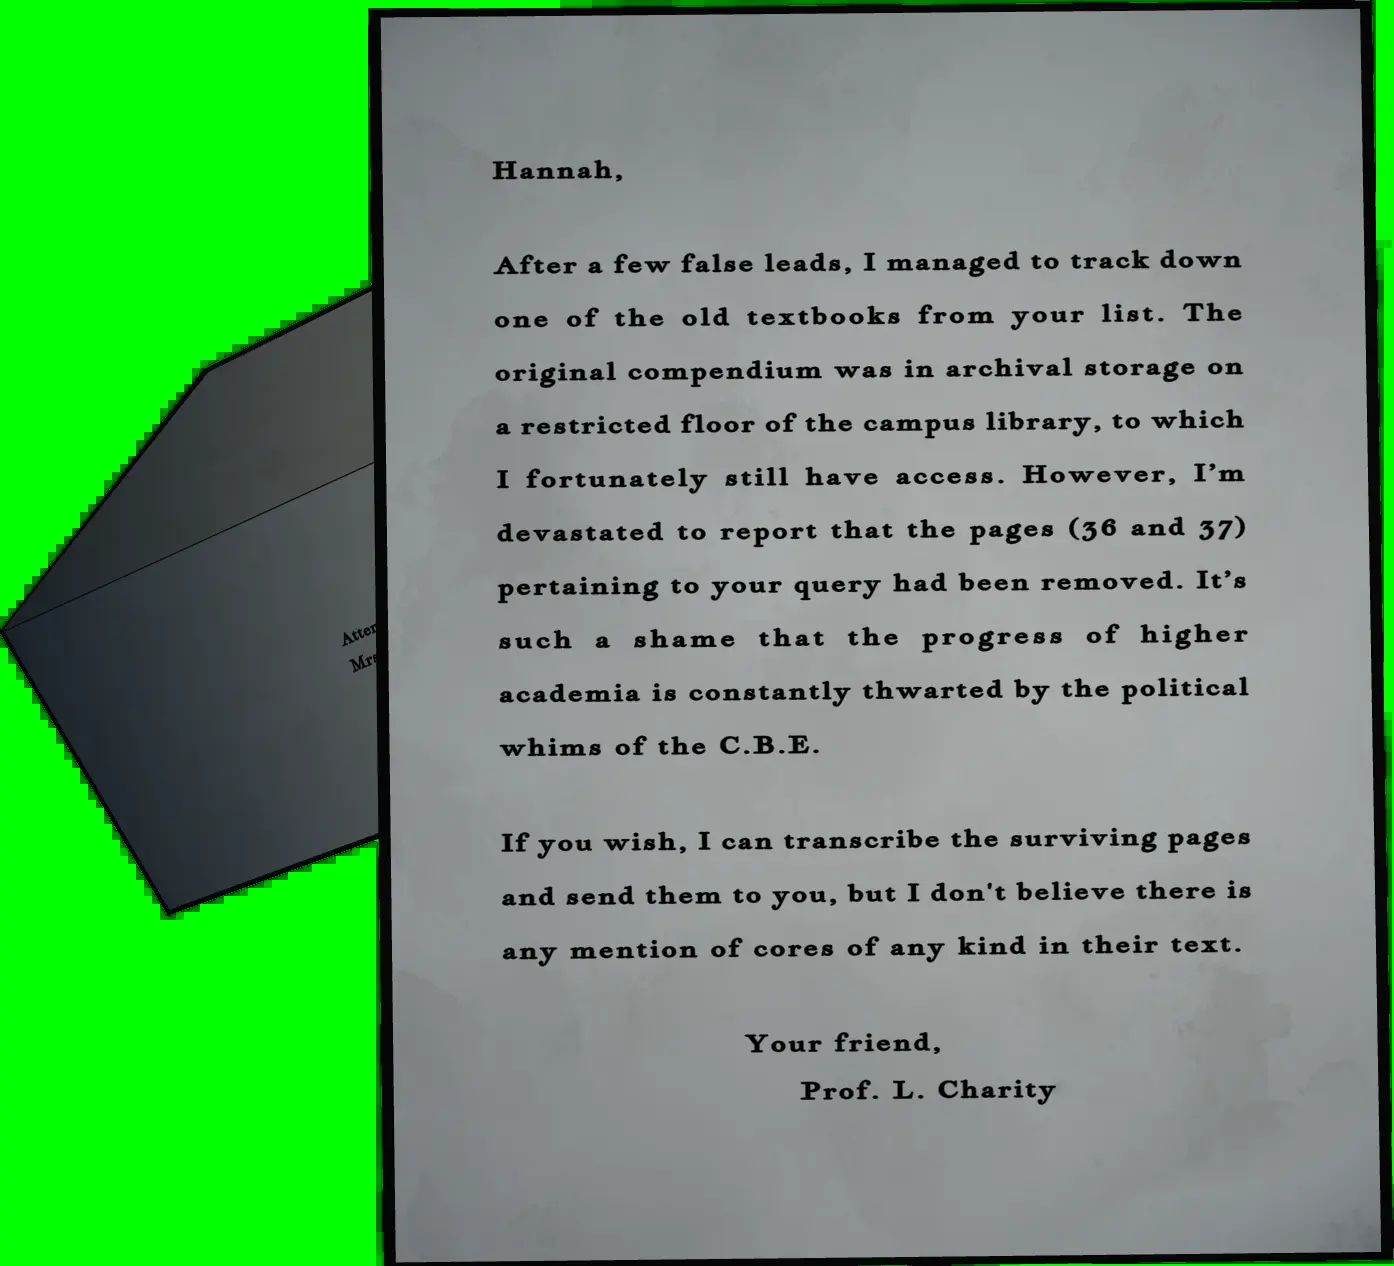 Hannah,
After a few false leads, I managed to track down
one of the old textbooks from your list. The
original compendium was in archival storage on
a restricted floor of the campus library, to which
I fortunately still have access. However, I’m
devastated to report that the pages (36 and 37)
pertaining to your query had been removed. It’s
such a shame that the progress of higher
academia is constantly thwarted by the political
whims of the C.B.E.
If you wish, I can transcribe the surviving pages
and send them to you, but I don't believe there is
any mention of cores of any kind in their text.
Your friend,
Prof. L. Charity